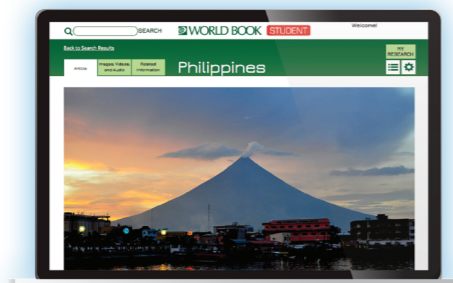 SEARCH
WORLD BOOK STUDENT
Welcome!
Back to Search Results
MY
RESEARCH
Article
Images, Videos,
and Audio
Related
Information
Philippines